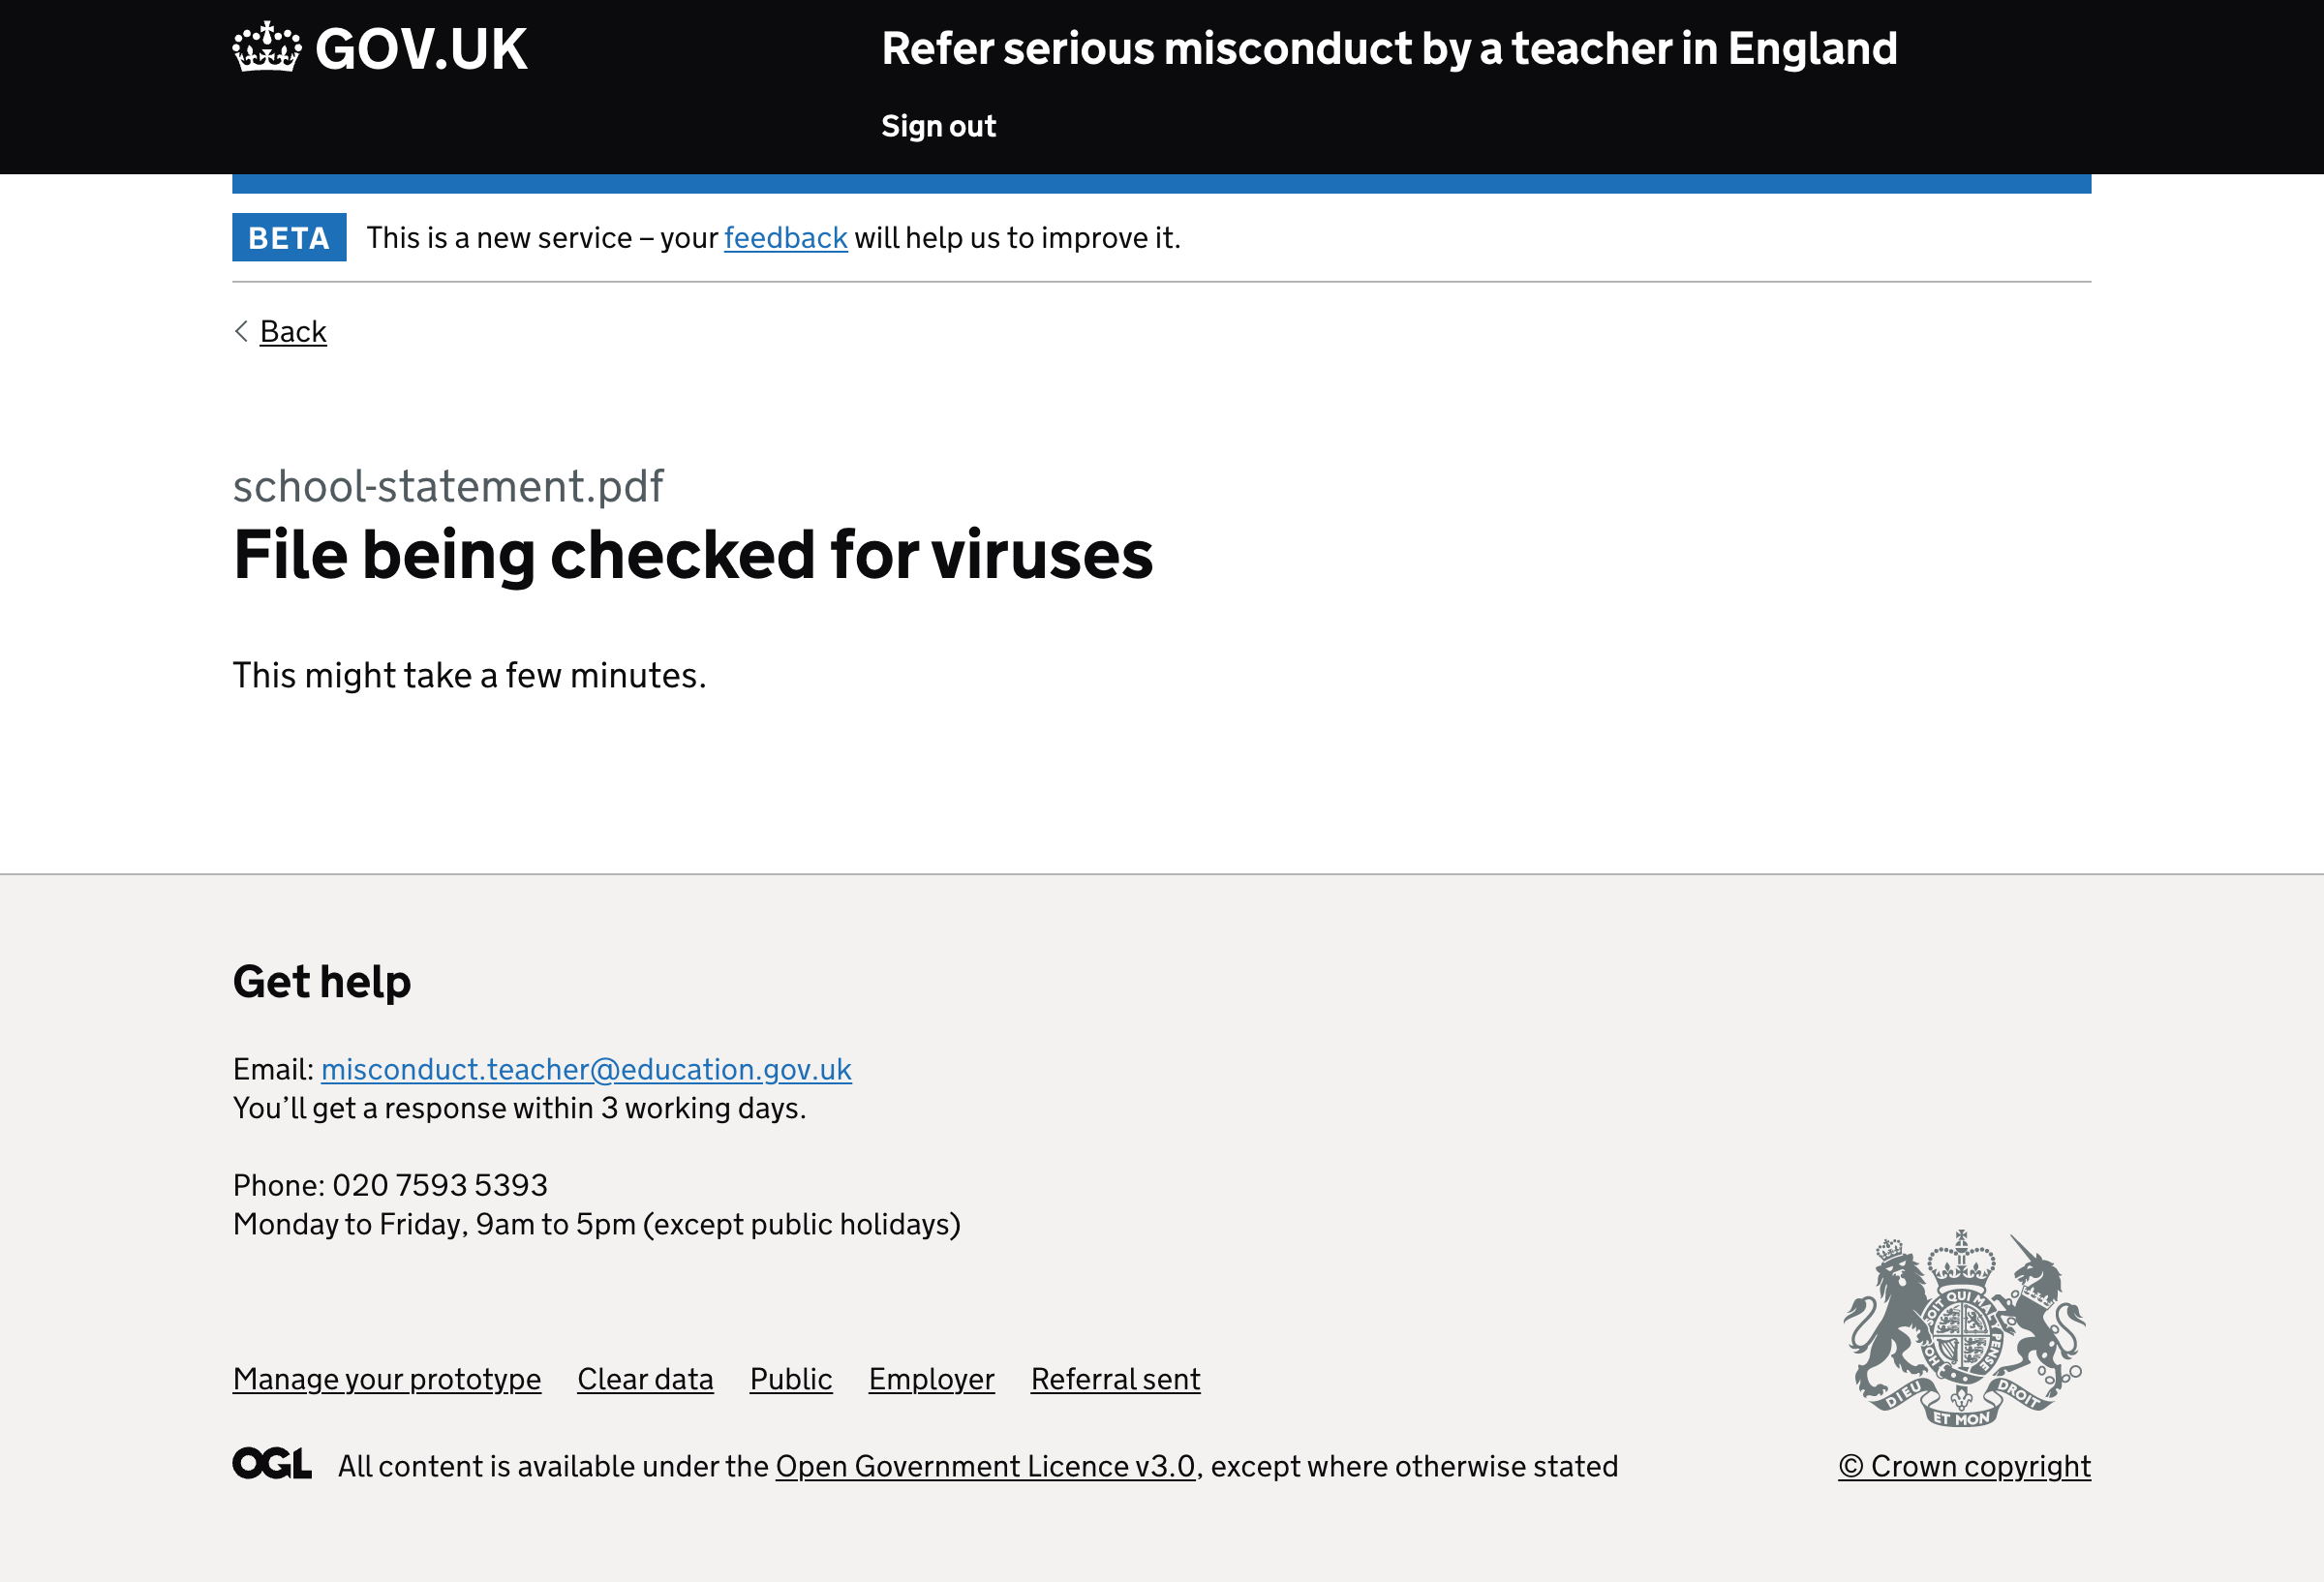 GOV.UK
Refer serious misconduct by a teacher in England
Sign out
BETA
This is a new service – your feedback will help us to improve it.
Back
school-statement.pdf
File being checked for viruses
This might take a few minutes.
Get help
Email: misconduct.teacher@education.gov.uk
You’ll get a response within 3 working days.
Phone: 020 7593 5393
Monday to Friday, 9am to 5pm (except public holidays)
Manage your prototype
Clear data
Public
Employer
Referral sent
OGL
All content is available under the Open Government Licence v3.0, except where otherwise stated
HONI SOIT QUI MAL Y PENSE
DIEU ET MON DROIT
© Crown copyright